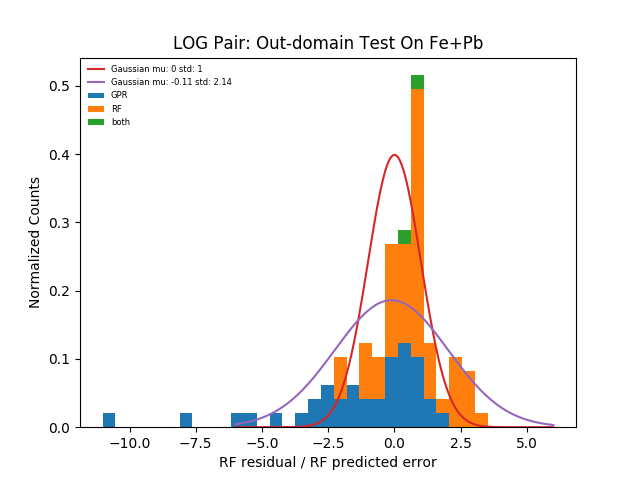 LOG Pair: Out-domain Test On Fe+Pb
Gaussian mu: 0 std: 1
Gaussian mu: -0.11 std: 2.14
GPR
RF
both
Normalized Counts
0.5
0.4
0.3
0.2
0.1
0.0
−10.0 −7.5 −5.0 −2.5 0.0 2.5 5.0
RF residual / RF predicted error